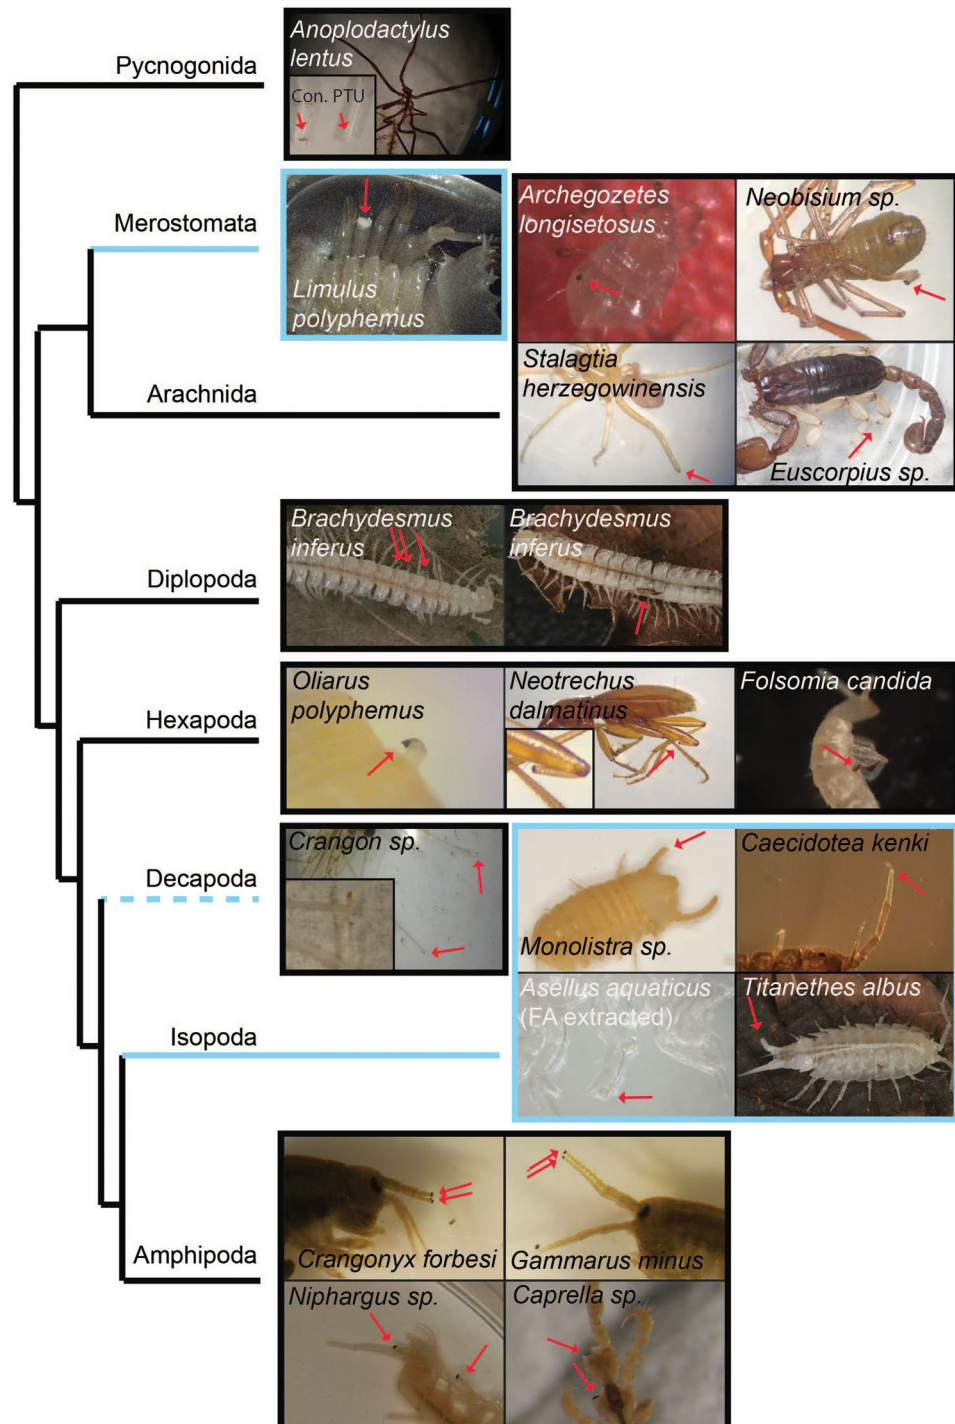 Pycnogonida
Anoplodactylus
lentus
Con. PTU
Merostomata
Limulus
polyphemus
Archegozetes
longisetosus
Neobisium sp.
Arachnida
Stalagtia
herzegowinensis
Euscorpius sp.
Diplopoda
Brachydesmus
inferus
Brachydesmus
inferus
Hexapoda
Oliarus
polyphemus
Neotrechus
dalmatinus
Folsomia candida
Decapoda
Crangon sp.
Monolistra sp.
Caecidotea kenki
Isopoda
Asellus aquaticus
(FA extracted)
Titanethes albus
Amphipoda
Crangonyx forbesi
Gammarus minus
Niphargus sp.
Caprella sp.